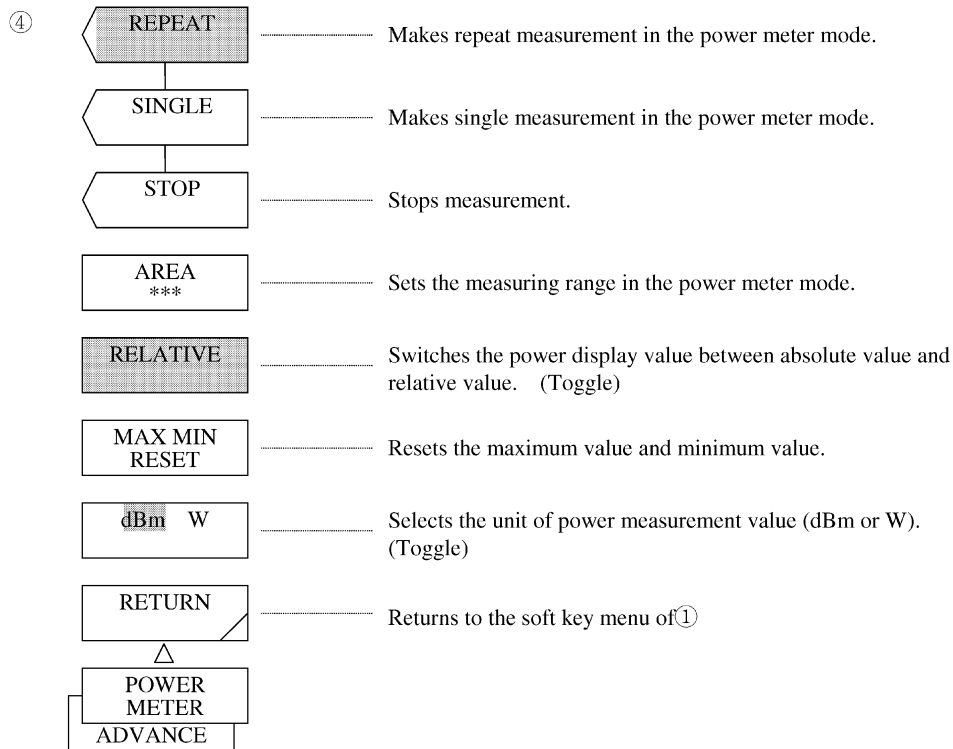 ④
REPEAT
Makes repeat measurement in the power meter mode.
SINGLE
Makes single measurement in the power meter mode.
STOP
Stops measurement.
AREA
***
Sets the measuring range in the power meter mode.
RELATIVE
Switches the power display value between absolute value and
relative value. (Toggle)
MAX MIN
RESET
Resets the maximum value and minimum value.
dBm W
Selects the unit of power measurement value (dBm or W).
(Toggle)
RETURN
Returns to the soft key menu of①
POWER
METER
ADVANCE